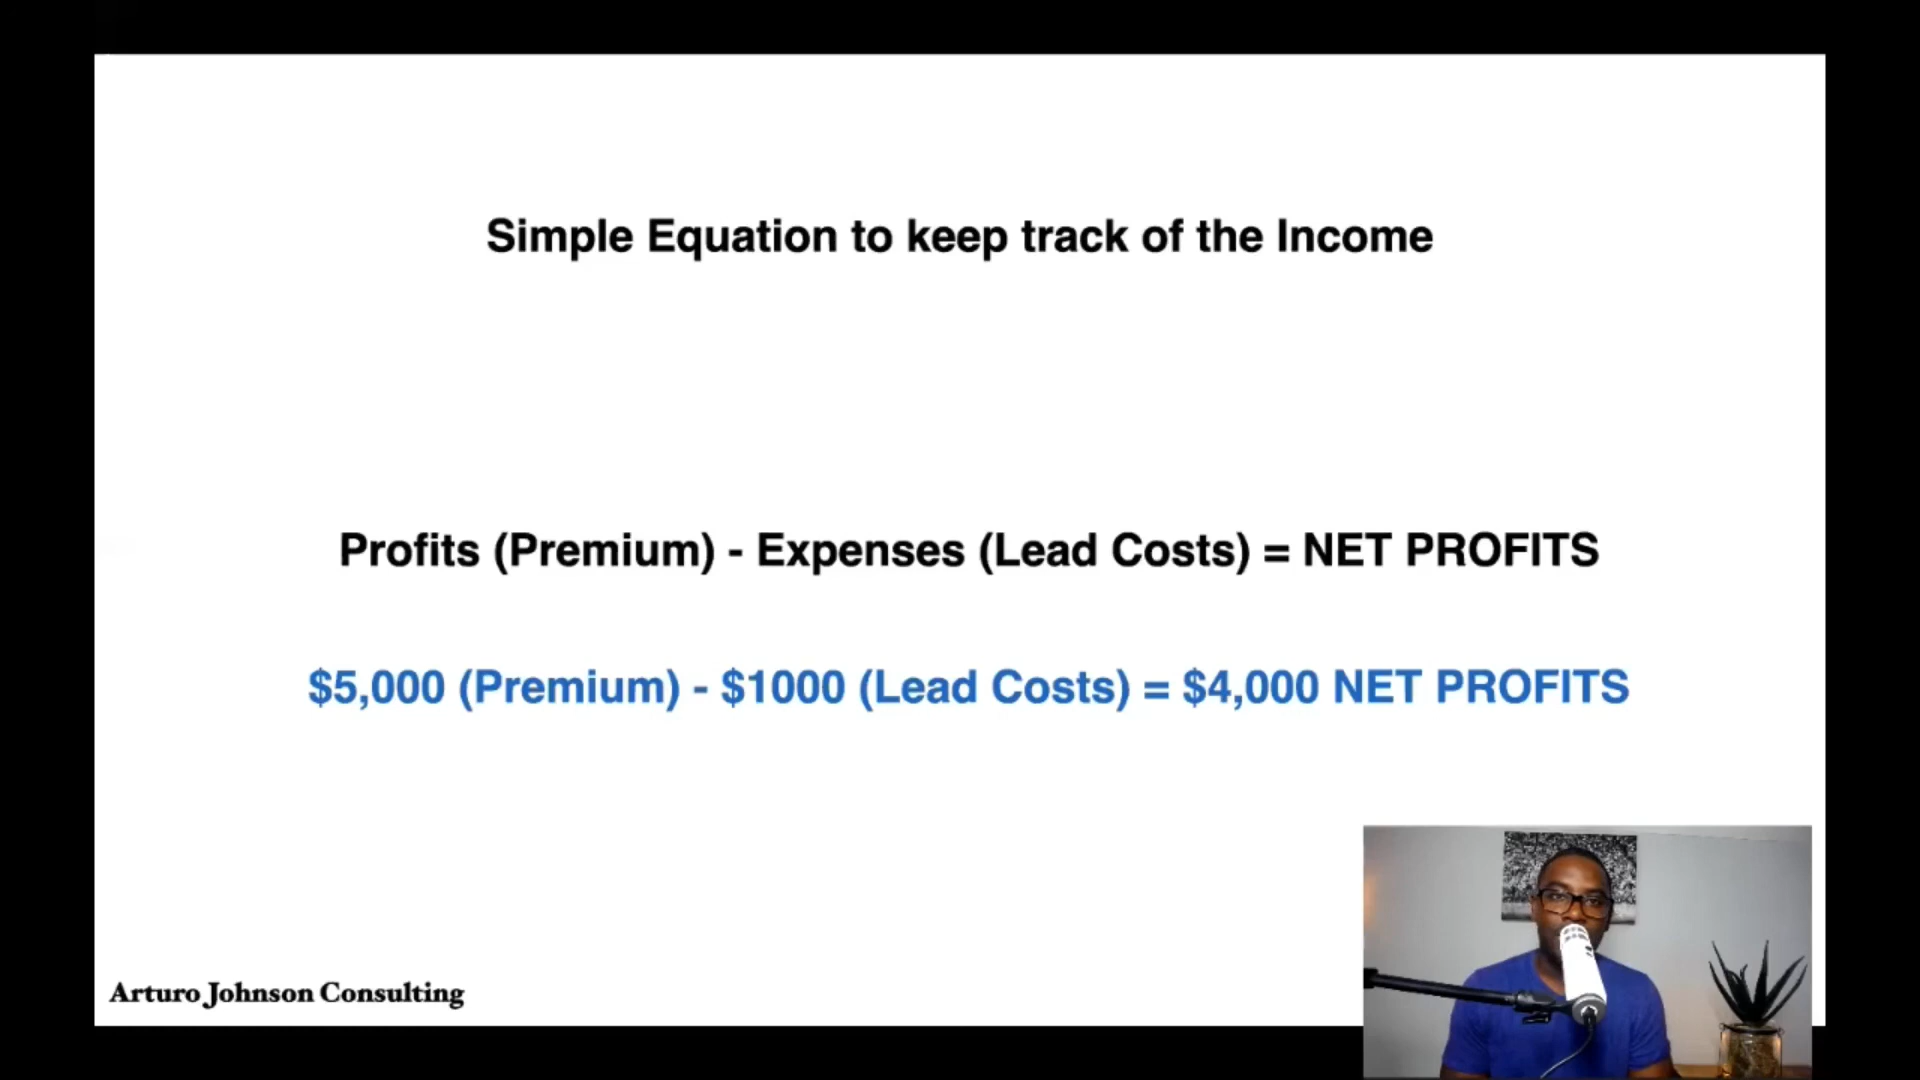 Simple Equation to keep track of the Income
Profits (Premium) - Expenses (Lead Costs) = NET PROFITS
$5,000 (Premium) - $1000 (Lead Costs) = $4,000 NET PROFITS
Arturo Johnson Consulting